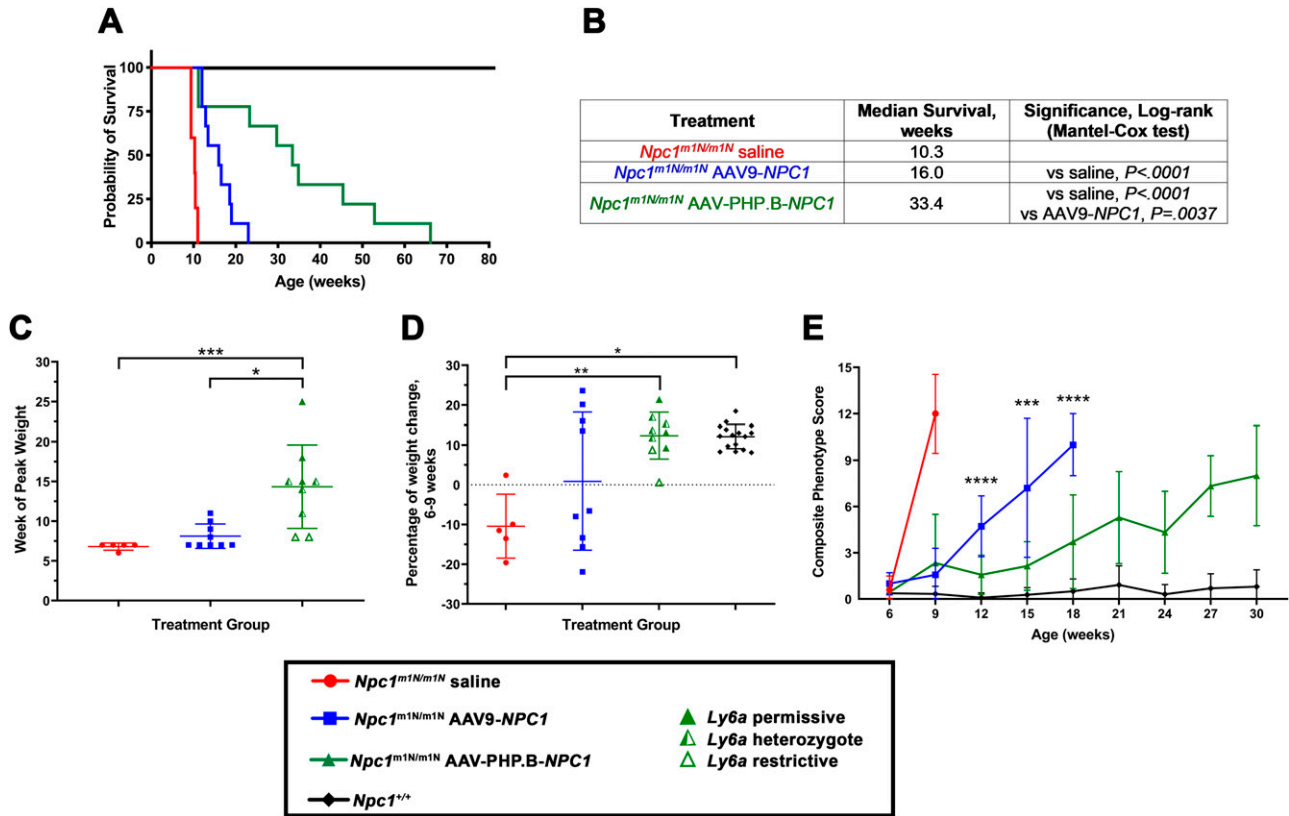 A
Probability of Survival
100
75
50
25
0
0 10 20 30 40 50 60 70 80
Age (weeks)
B
Treatment
Median Survival, weeks
Significance, Log-rank (Mantel-Cox test)
Npc1m1N/m1N saline
10.3
Npc1m1N/m1N AAV9-NPC1
16.0
vs saline, P<.0001
Npc1m1N/m1N AAV-PHP.B-NPC1
33.4
vs saline, P<.0001
vs AAV9-NPC1, P=.0037
C
Week of Peak Weight
30
25
20
15
10
5
0
***
*
Treatment Group
D
Percentage of weight change,
6-9 weeks
30
20
10
0
-10
-20
-30
*
**
Treatment Group
E
Composite Phenotype Score
15
12
9
6
3
0
****
***
****
6 9 12 15 18 21 24 27 30
Age (weeks)
Npc1m1N/m1N saline
Npc1m1N/m1N AAV9-NPC1
Npc1m1N/m1N AAV-PHP.B-NPC1
Npc1+/+
Ly6a permissive
Ly6a heterozygote
Ly6a restrictive